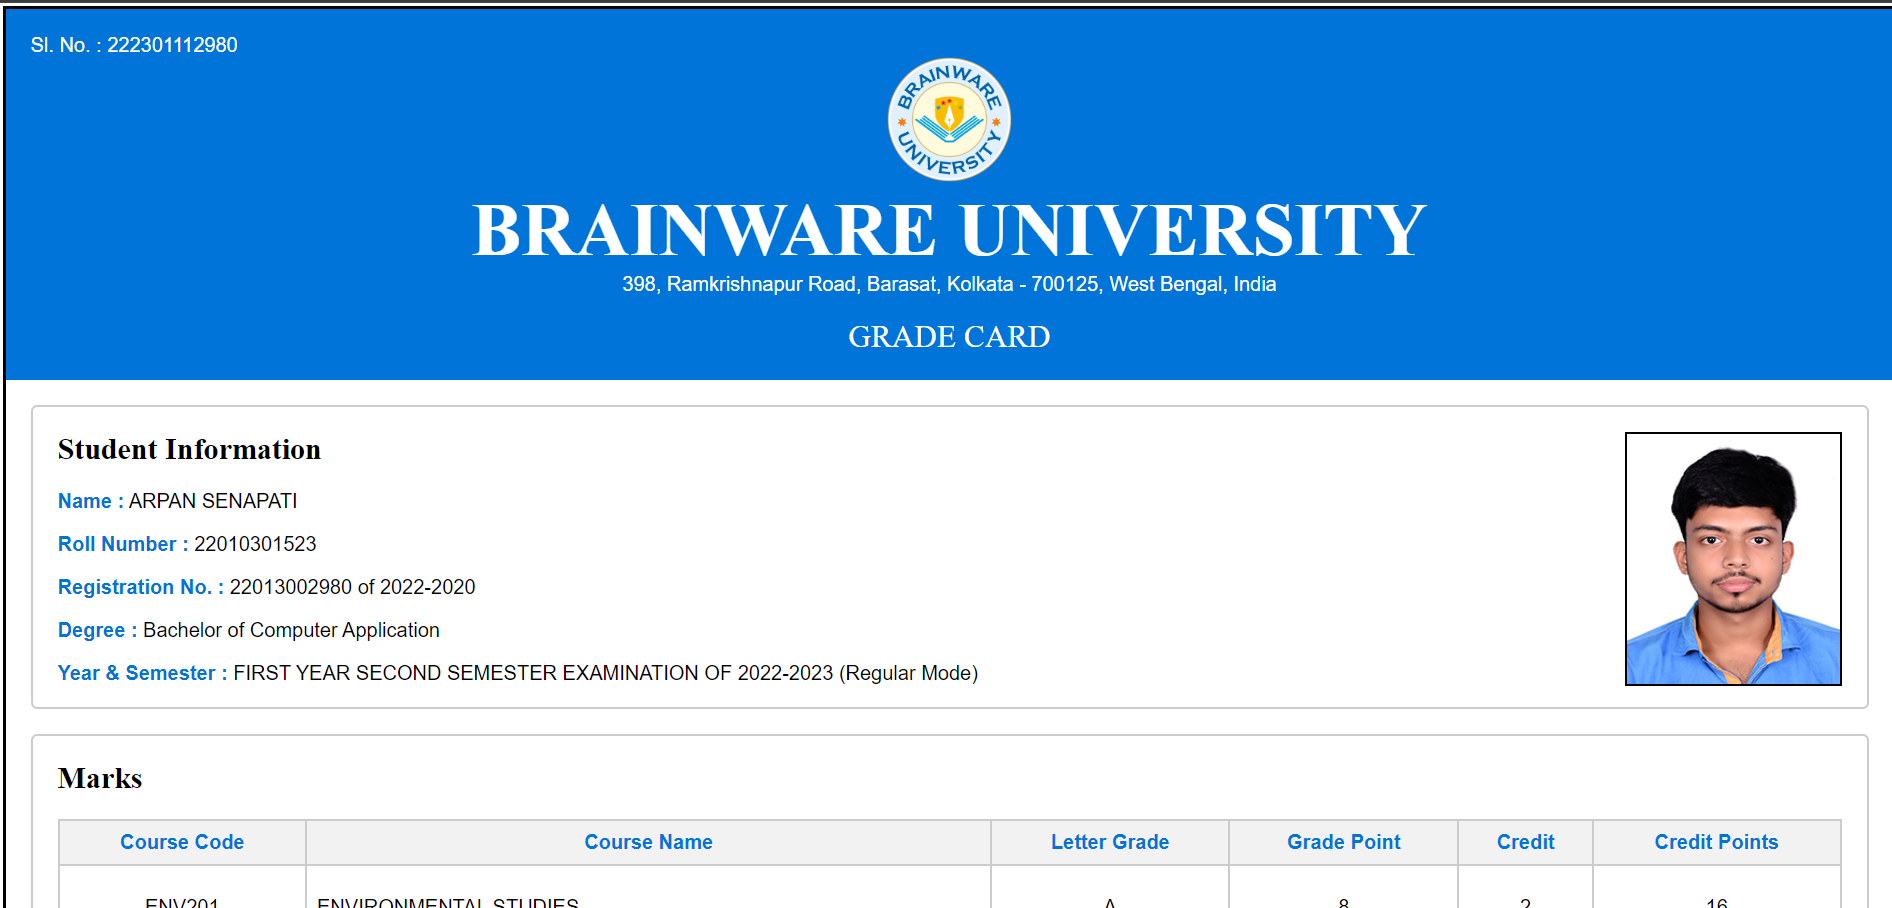 Sl. No. : 222301112980
BRAINWARE UNIVERSITY
BRAINWARE UNIVERSITY
398, Ramkrishnapur Road, Barasat, Kolkata - 700125, West Bengal, India
GRADE CARD
Student Information
Name : ARPAN SENAPATI
Roll Number : 22010301523
Registration No. : 22013002980 of 2022-2020
Degree : Bachelor of Computer Application
Year & Semester : FIRST YEAR SECOND SEMESTER EXAMINATION OF 2022-2023 (Regular Mode)
Marks
Course Code Course Name Letter Grade Grade Point Credit Credit Points
ENV201 ENVIRONMENTAL STUDIES A 8 2 16